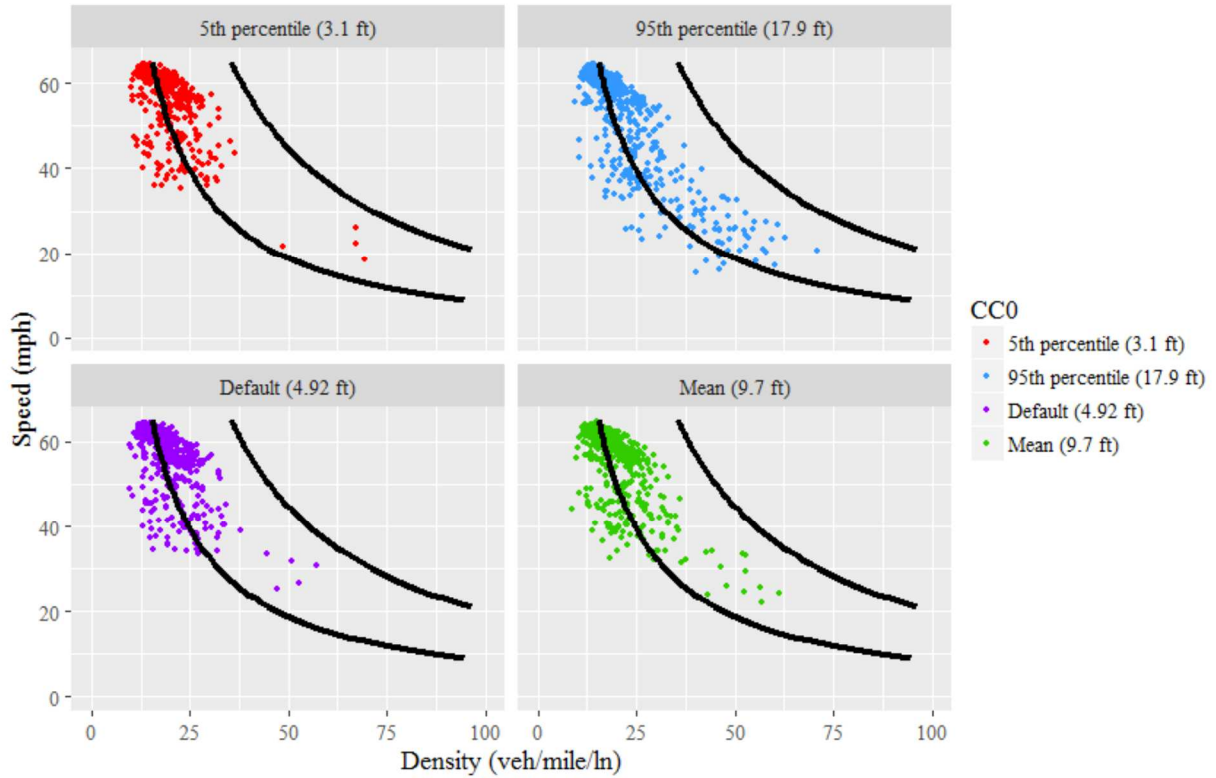 5th percentile (3.1 ft)
95th percentile (17.9 ft)
60
40
20
0
Default (4.92 ft)
Mean (9.7 ft)
60
40
20
0
0 25 50 75 100
0 25 50 75 100
Speed (mph)
Density (veh/mile/ln)
CC0
5th percentile (3.1 ft)
95th percentile (17.9 ft)
Default (4.92 ft)
Mean (9.7 ft)